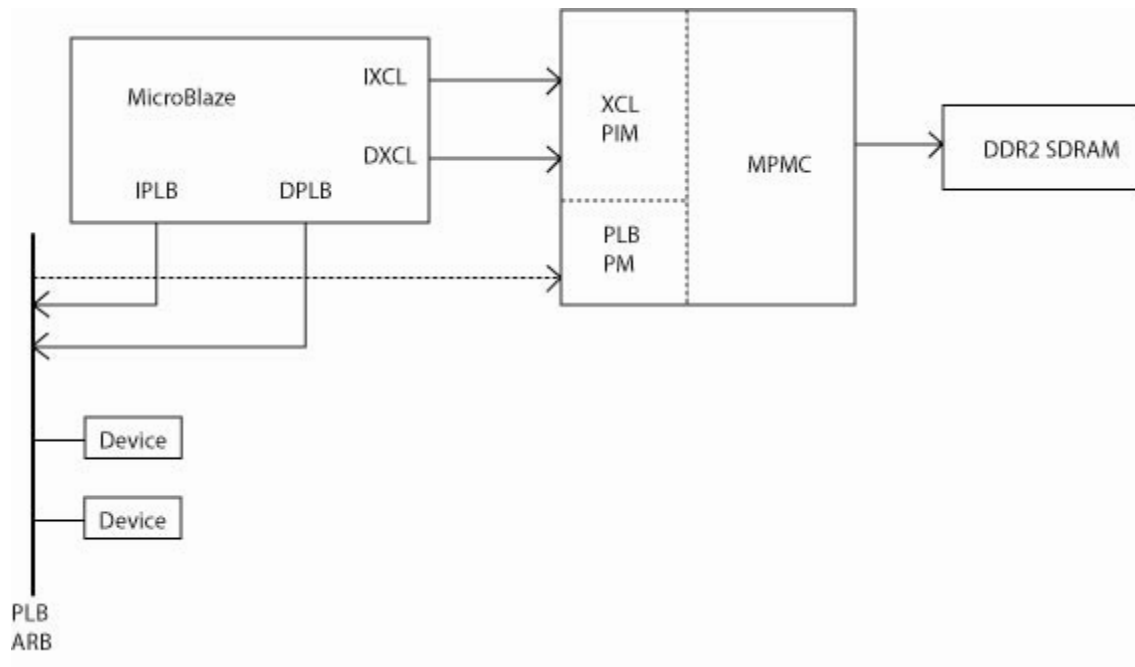 MicroBlaze
IXCL
DXCL
IPLB
DPLB
XCL
PIM
PLB
PM
MPMC
DDR2 SDRAM
Device
Device
PLB
ARB